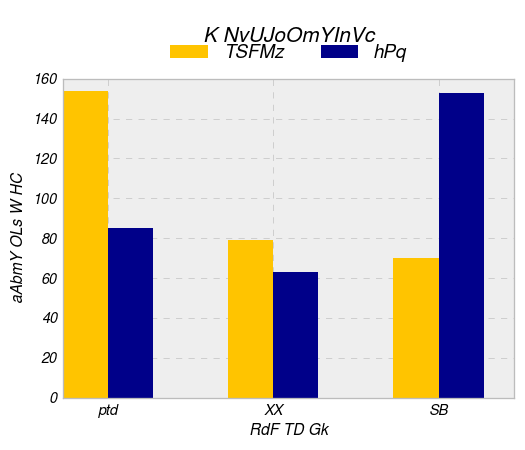 K NvUJoOmYInVc
TSFMz hPq
aAbmY OLs W HC
160
140
120
100
80
60
40
20
0
ptd XX SB
RdF TD Gk